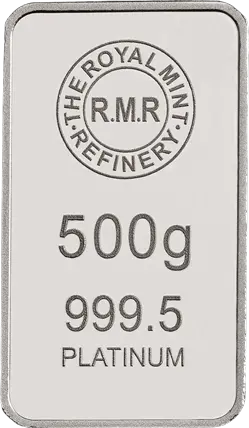 THE ROYAL MINT
R.M.R
REFINERY
500g
999.5
PLATINUM